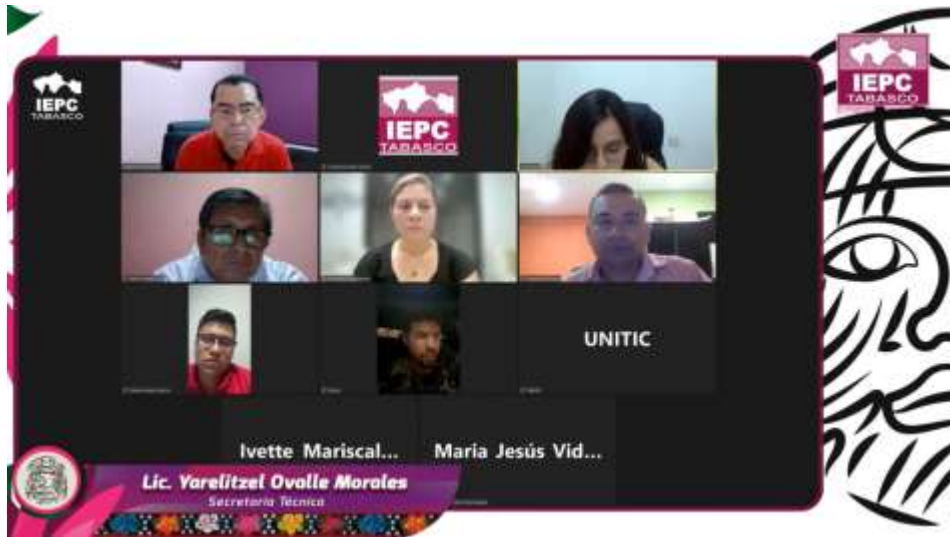 IEPC
TABASCO
IEPC
TABASCO
IEPC
TABASCO
UNITIC
Ivette Mariscal...
Maria Jesús Vid...
Lic. Yarelitzel Ovalle Morales
Secretaria Técnica